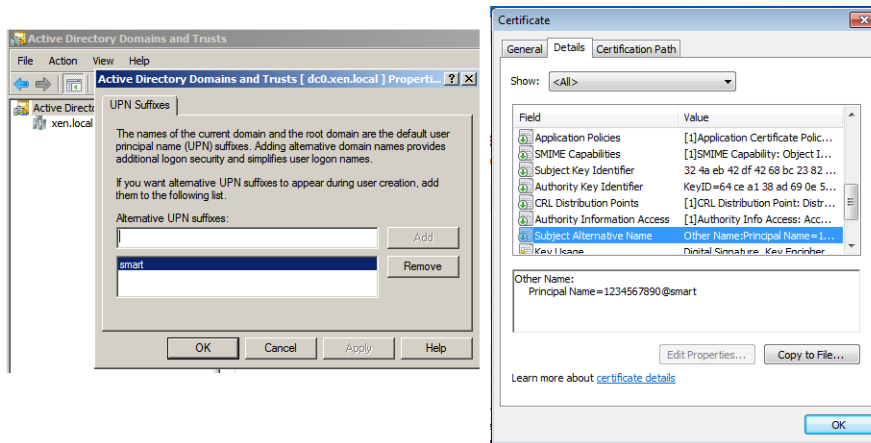 Active Directory Domains and Trusts
File Action View Help
Active Directory Domains and Trusts [ dc0.xen.local ] Properti... ? X
Active Direct
xen.local
UPN Suffixes
The names of the current domain and the root domain are the default user
principal name (UPN) suffixes. Adding alternative domain names provides
additional logon security and simplifies user logon names.
If you want alternative UPN suffixes to appear during user creation, add
them to the following list.
Alternative UPN suffixes:
Add
smart
Remove
OK Cancel Apply Help
Certificate
General Details Certification Path
Show: <All>
Field Value
Application Policies [1]Application Certificate Polic...
SMIME Capabilities [1]SMIME Capability: Object I...
Subject Key Identifier 32 4a eb 42 df 42 68 bc 23 82 ...
Authority Key Identifier KeyID=64 ce a1 38 ad 69 0e 5...
CRL Distribution Points [1]CRL Distribution Point: Distr...
Authority Information Access [1]Authority Info Access: Acc...
Subject Alternative Name Other Name:Principal Name=1...
Key Usage Digital Signature, Key Encipher
Other Name:
Principal Name=1234567890@smart
Edit Properties... Copy to File...
Learn more about certificate details
OK